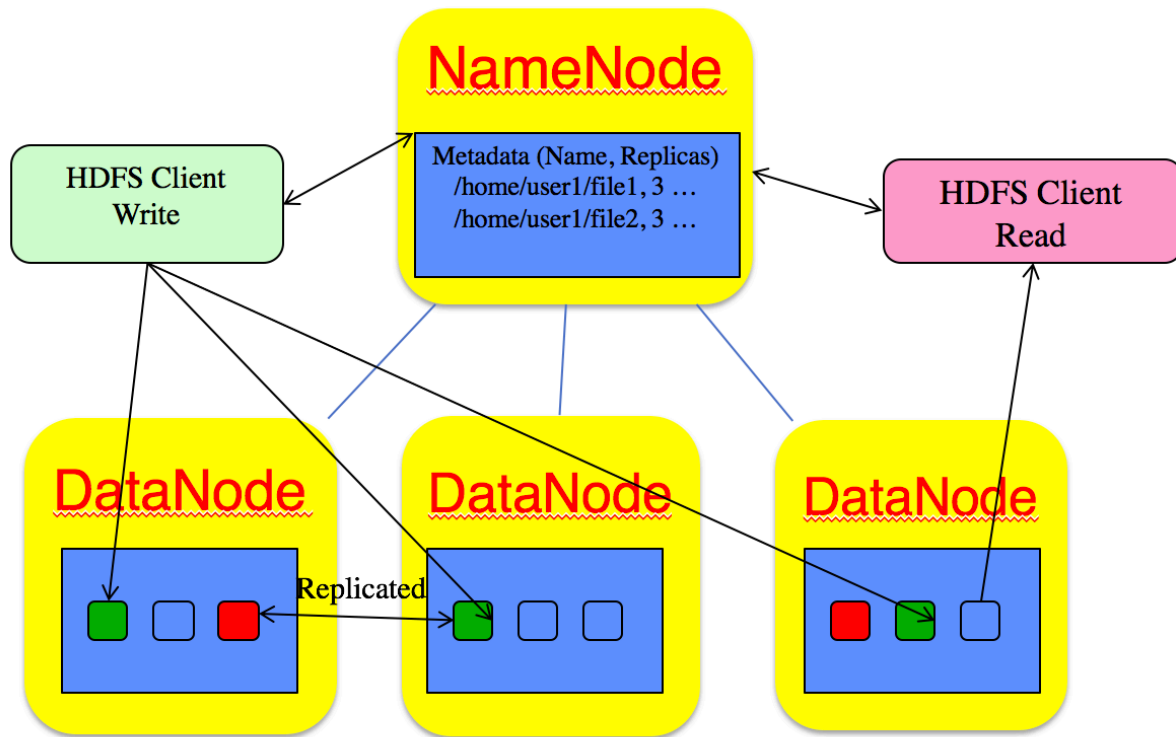 NameNode
Metadata (Name, Replicas)
/home/user1/file1, 3 …
/home/user1/file2, 3 …
HDFS Client
Write
HDFS Client
Read
DataNode
DataNode
DataNode
Replicated